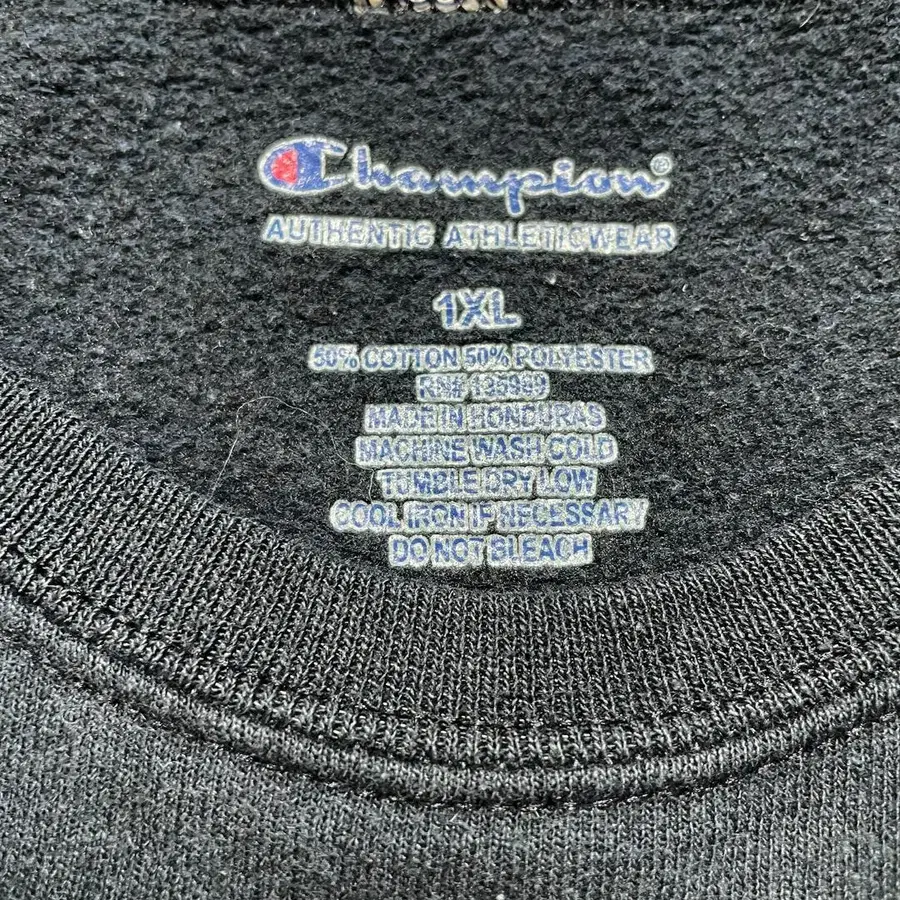 Champion®
AUTHENTIC ATHLETICWEAR
1XL
50% COTTON 50% POLYESTER
RN# 135989
MADE IN HONDURAS
MACHINE WASH COLD
TUMBLE DRY LOW
COOL IRON IF NECESSARY
DO NOT BLEACH